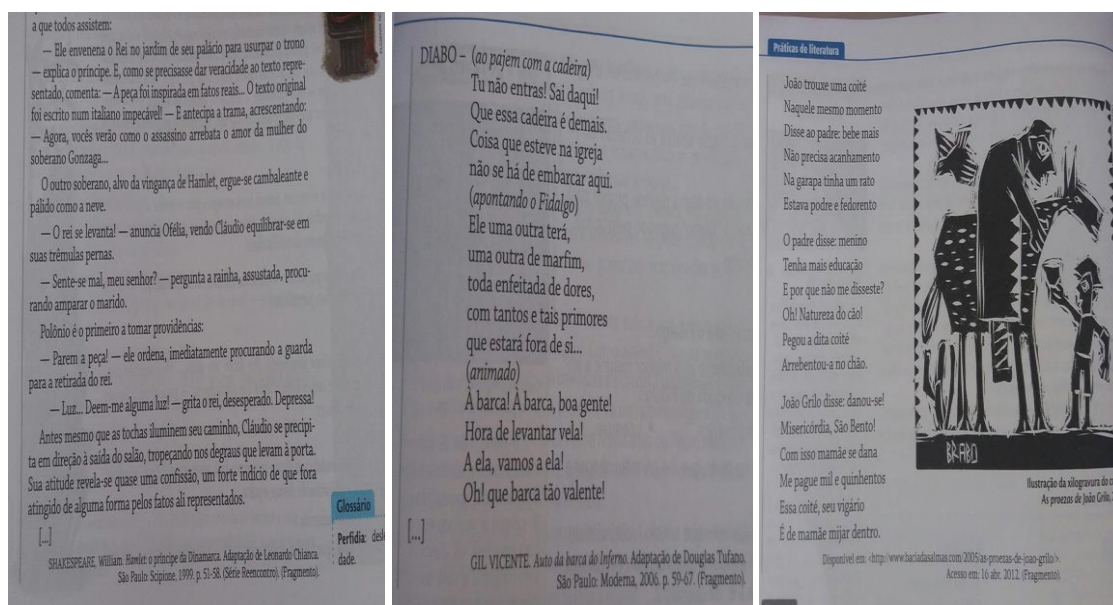 a que todos assistem:
— Ele envenena o Rei no jardim de seu palácio para usurpar o trono
— explica o príncipe. E, como se precisasse dar veracidade ao texto repre-
sentado, comenta: — A peça foi inspirada em fatos reais... O texto original
foi escrito num italiano impecável! — E antecipa a trama, acrescentando:
— Agora, vocês verão como o assassino arrebata o amor da mulher do
soberano Gonzaga...
O outro soberano, alvo da vingança de Hamlet, ergue-se cambaleante e
pálido como a neve.
— O rei se levanta! — anuncia Ofélia, vendo Cláudio equilibrar-se em
suas trêmulas pernas.
— Sente-se mal, meu senhor? — pergunta a rainha, assustada, procu-
rando amparar o marido.
Polônio é o primeiro a tomar providências:
— Parem a peça! — ele ordena, imediatamente procurando a guarda
para a retirada do rei.
— Luz... Deem-me alguma luz! — grita o rei, desesperado. Depressa!
Antes mesmo que as tochas iluminem seu caminho, Cláudio se precipi-
ta em direção à saída do salão, tropeçando nos degraus que levam à porta.
Sua atitude revela-se quase uma confissão, um forte indício de que fora
atingido de alguma forma pelos fatos ali representados.
[...]
SHAKESPEARE, William. Hamlet: o príncipe da Dinamarca. Adaptação de Leonardo Chianca.
São Paulo: Scipione, 1999. p. 51-58. (Série Reencontro). (Fragmento).
Glossário
Perfídia: desle
dade.
DIABO – (ao pajem com a cadeira)
Tu não entras! Sai daqui!
Que essa cadeira é demais.
Coisa que esteve na igreja
não se há de embarcar aqui.
(apontando o Fidalgo)
Ele uma outra terá,
uma outra de marfim,
toda enfeitada de dores,
com tantos e tais primores
que estará fora de si...
(animado)
À barca! À barca, boa gente!
Hora de levantar vela!
A ela, vamos a ela!
Oh! que barca tão valente!
[...]
GIL VICENTE. Auto da barca do Inferno. Adaptação de Douglas Tufano.
São Paulo: Moderna, 2006. p. 59-67. (Fragmento).
Práticas de literatura
João trouxe uma coité
Naquele mesmo momento
Disse ao padre: bebe mais
Não precisa acanhamento
Na garapa tinha um rato
Estava podre e fedorento
O padre disse: menino
Tenha mais educação
E por que não me disseste?
Oh! Natureza do cão!
Pegou a dita coité
Arrebentou-a no chão.
João Grilo disse: danou-se!
Misericórdia, São Bento!
Com isso mamãe se dana
Me pague mil e quinhentos
Essa coité, seu vigário
É de mamãe mijar dentro.
Disponível em: <http://www.baciadasalmas.com/2005/as-proezas-de-joao-grilo/>.
Acesso em: 16 abr. 2012. (Fragmento).
BRABO
Ilustração da xilogravura do c
As proezas de João Grilo,